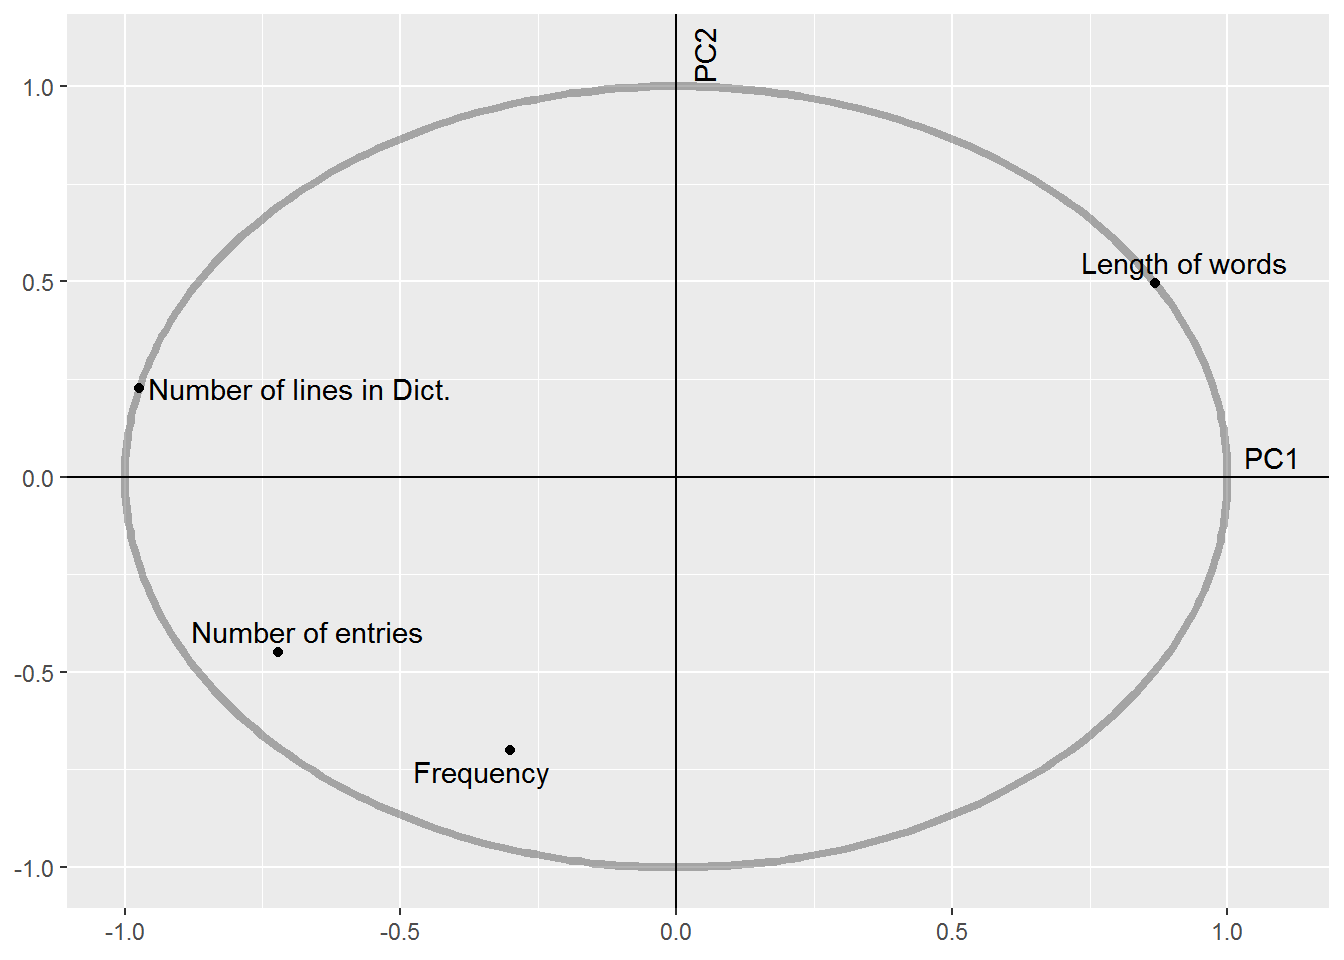 PC2
1.0
Length of words
0.5
Number of lines in Dict.
PC1
0.0
Number of entries
-0.5
Frequency
-1.0
-1.0 -0.5 0.0 0.5 1.0